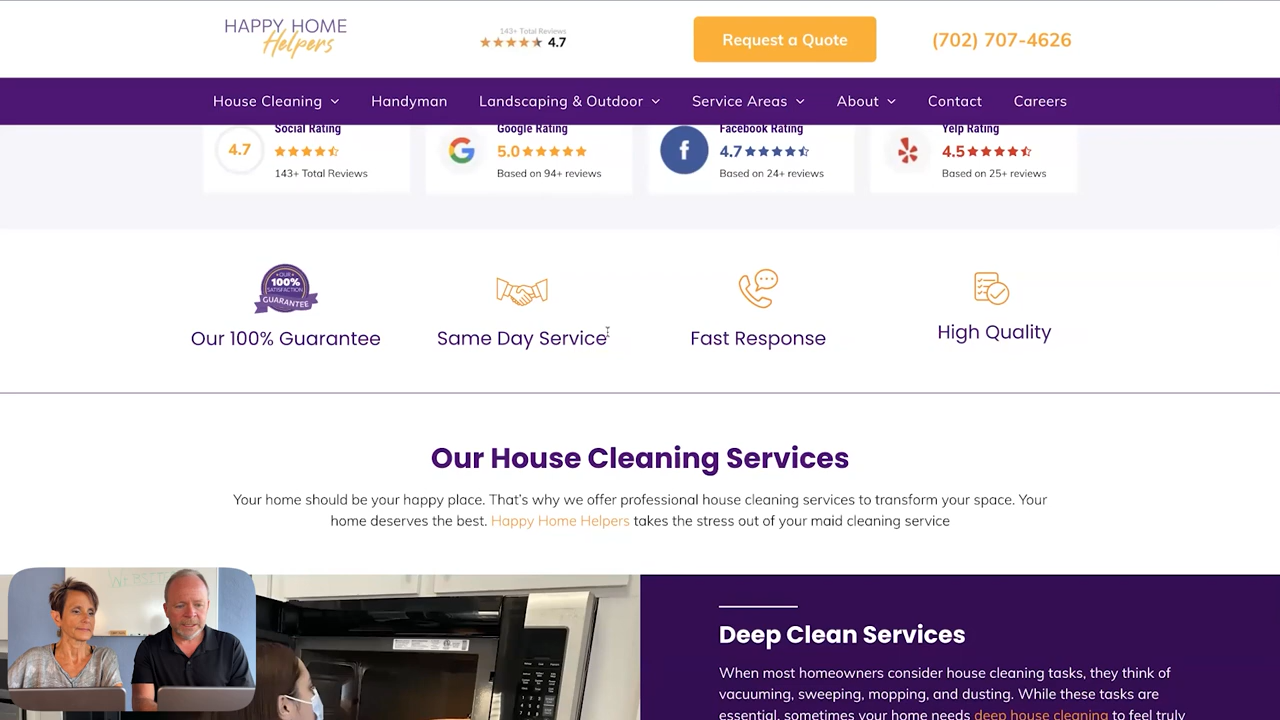 HAPPY HOME
Helpers
143+ Total Reviews
4.7
Request a Quote
(702) 707-4626
House Cleaning
Handyman
Landscaping & Outdoor
Service Areas
About
Contact
Careers
Social Rating
4.7
143+ Total Reviews
Google Rating
G
5.0
Based on 94+ reviews
Facebook Rating
f
4.7
Based on 24+ reviews
Yelp Rating
4.5
Based on 25+ reviews
OUR
100%
SATISFACTION
GUARANTEE
Our 100% Guarantee
Same Day Service
Fast Response
High Quality
Our House Cleaning Services
Your home should be your happy place. That's why we offer professional house cleaning services to transform your space. Your
home deserves the best. Happy Home Helpers takes the stress out of your maid cleaning service
Deep Clean Services
When most homeowners consider house cleaning tasks, they think of
vacuuming, sweeping, mopping, and dusting. While these tasks are
essential, sometimes your home needs deep house cleaning to feel truly